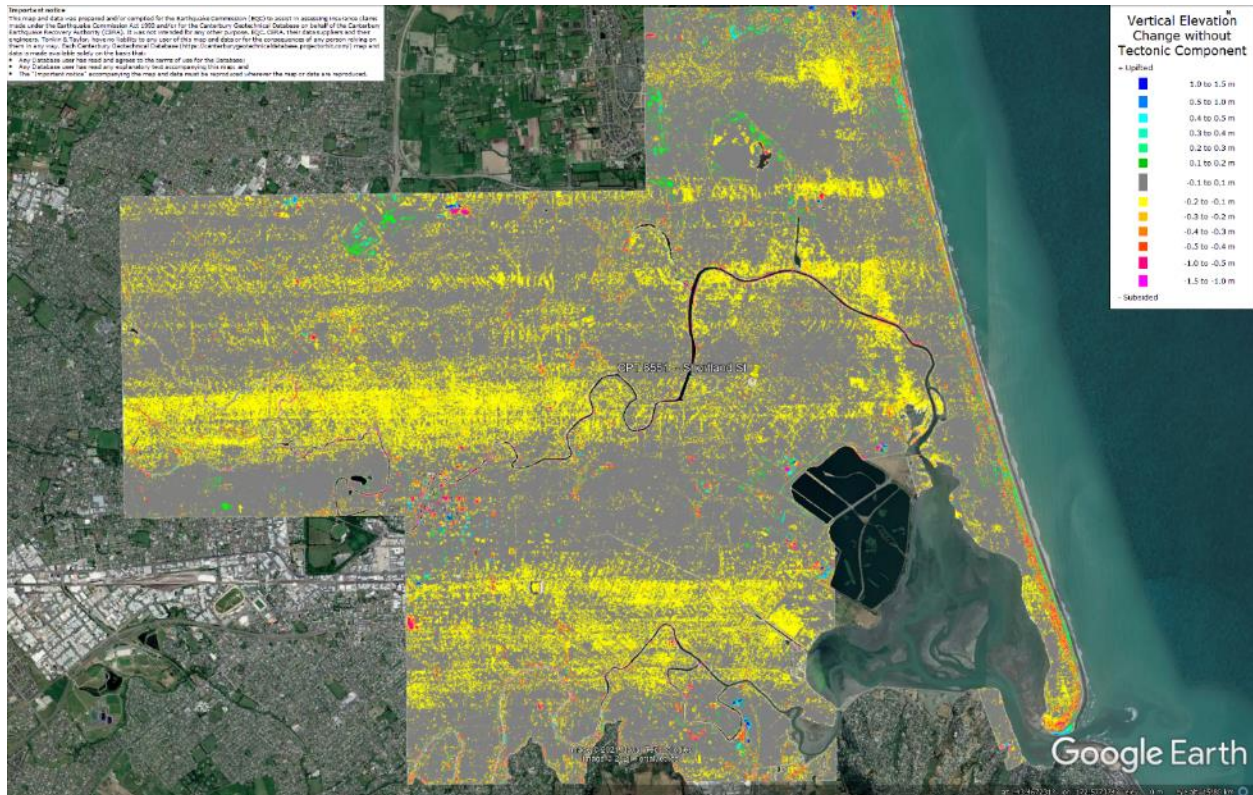 Important notice
This map and data was prepared and/or compiled for the Earthquake Commission (EQC) to assist in assessing insurance claims
made under the Earthquake Commission Act 1993 and/or for the Canterbury Geotechnical Database on behalf of the Canterbury
Earthquake Recovery Authority (CERA). It was not intended for any other purpose. EQC, CERA, their data suppliers and their
engineers, Tonkin & Taylor, have no liability to any user of this map and data or for the consequences of any person relying on
them in any way. Each Canterbury Geotechnical Database (https://canterburygeotechnicaldatabase.projectorbit.com/) map and
data is made available solely on the basis that:
• Any Database user has read and agreed to the terms of use for the Database;
• Any Database user has read any explanatory text accompanying this map; and
• The "Important notice" accompanying the map and data must be reproduced wherever the map or data are reproduced.
N
Vertical Elevation
Change without
Tectonic Component
+ Uplifted
1.0 to 1.5 m
0.5 to 1.0 m
0.4 to 0.5 m
0.3 to 0.4 m
0.2 to 0.3 m
0.1 to 0.2 m
-0.1 to 0.1 m
-0.2 to -0.1 m
-0.3 to -0.2 m
-0.4 to -0.3 m
-0.5 to -0.4 m
-1.0 to -0.5 m
-1.5 to -1.0 m
- Subsided
CPT 6551 - Shortland St
Google Earth